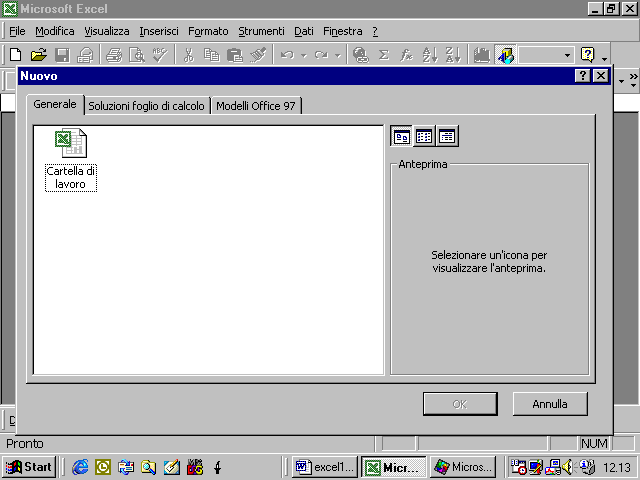 Microsoft Excel
File Modifica Visualizza Inserisci Formato Strumenti Dati Finestra ?
Nuovo
Generale Soluzioni foglio di calcolo Modelli Office 97
Cartella di
lavoro
Anteprima
Selezionare un'icona per
visualizzare l'anteprima.
OK Annulla
Pronto NUM
Start excel1... Micr... Micros... 12.13